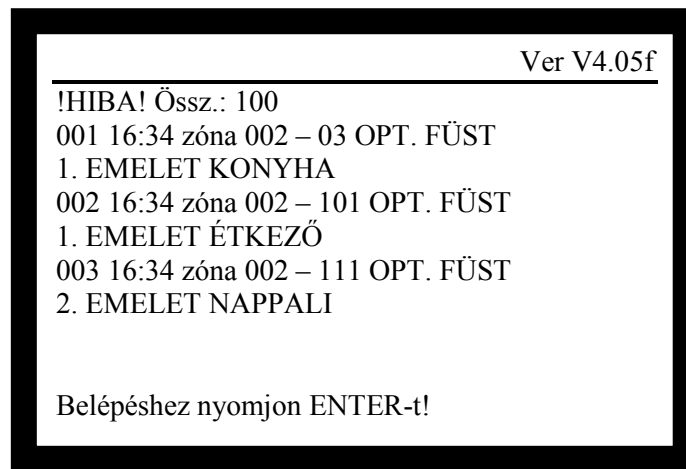 Ver V4.05f
!HIBA! Össz.: 100
001 16:34 zóna 002 – 03 OPT. FÜST
1. EMELET KONYHA
002 16:34 zóna 002 – 101 OPT. FÜST
1. EMELET ÉTKEZŐ
003 16:34 zóna 002 – 111 OPT. FÜST
2. EMELET NAPPALI
Belépéshez nyomjon ENTER-t!